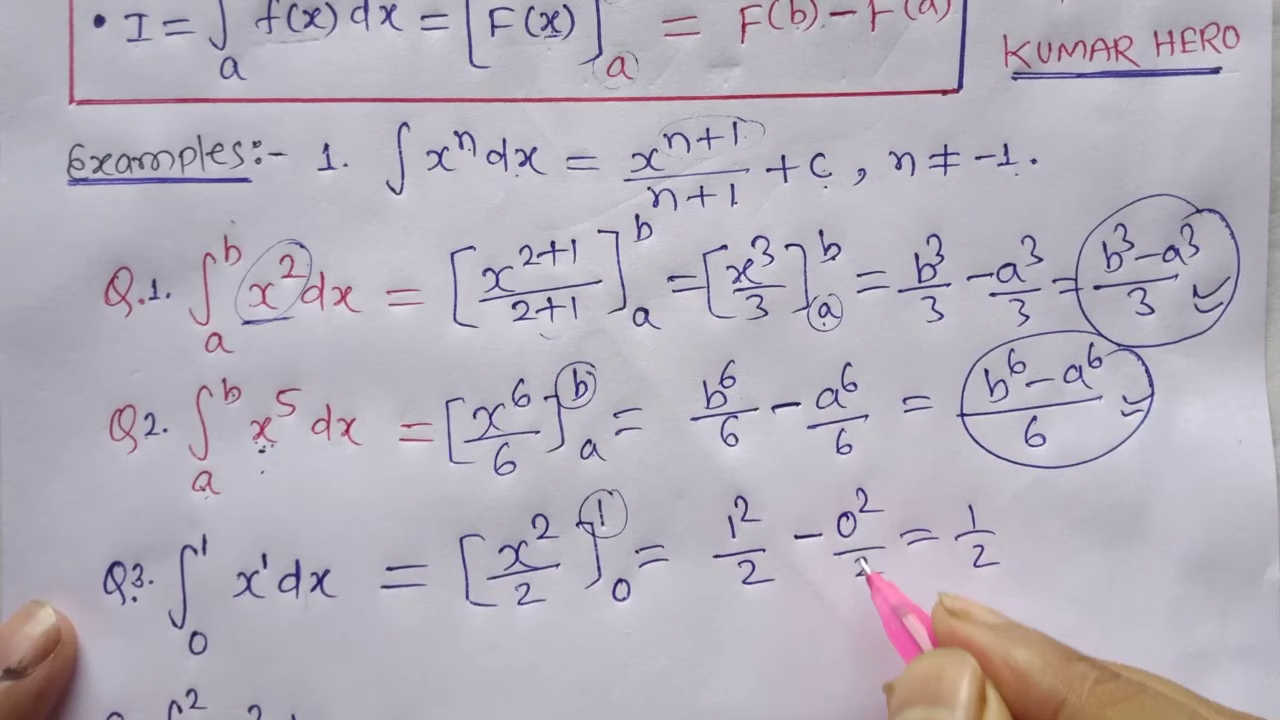 • I = ∫ₐ f(x) dx = [F(x)]ₐ = F(b) - F(a)
KUMAR HERO
Examples:- 1. ∫ xⁿ dx = xⁿ⁺¹/n+1 + c, n ≠ -1.
Q.1. ∫ₐᵇ x² dx = [x²⁺¹/2+1]ₐᵇ = [x³/3]ₐᵇ = b³/3 - a³/3 = b³-a³/3
Q2. ∫ₐᵇ x⁵ dx = [x⁶/6]ₐᵇ = b⁶/6 - a⁶/6 = b⁶-a⁶/6
Q3. ∫₀¹ x¹ dx = [x²/2]₀¹ = 1²/2 - 0²/2 = 1/2